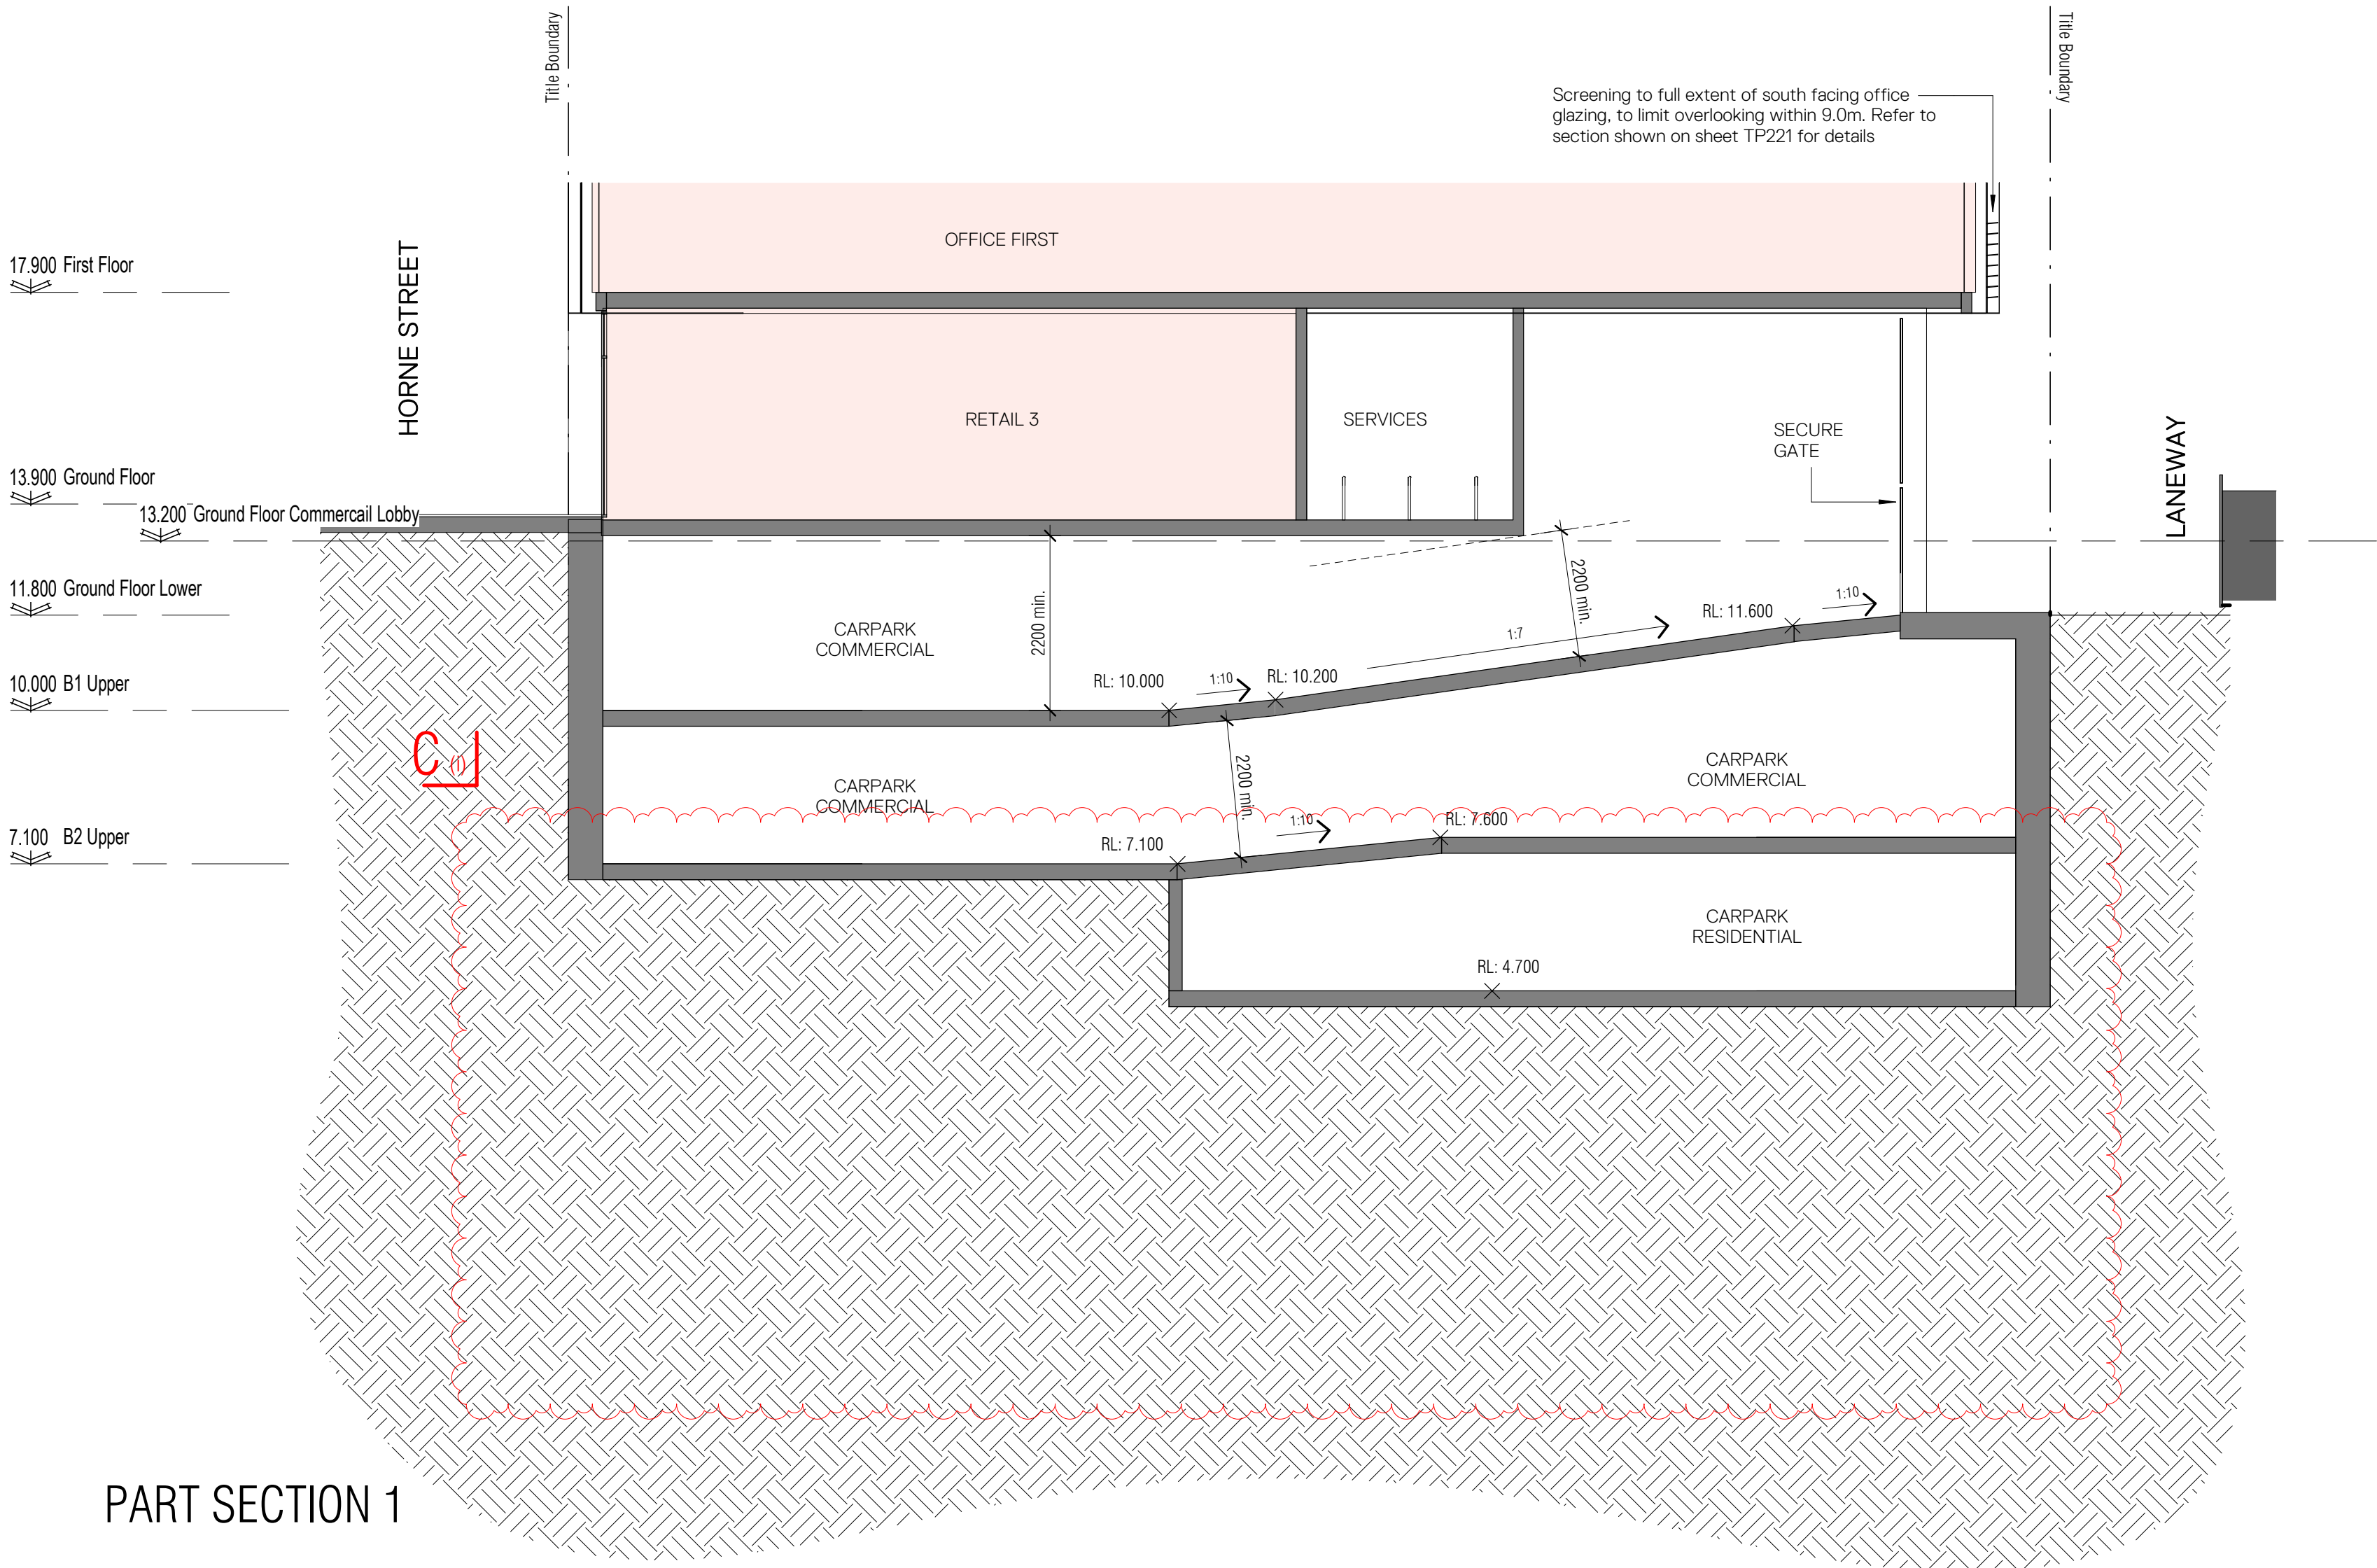 Title Boundary
Title Boundary
Screening to full extent of south facing office
glazing, to limit overlooking within 9.0m. Refer to
section shown on sheet TP221 for details
OFFICE FIRST
17.900 First Floor
HORNE STREET
RETAIL 3
SERVICES
SECURE
GATE
LANEWAY
13.900 Ground Floor
13.200 Ground Floor Commercail Lobby
11.800 Ground Floor Lower
2200 min.
2200 min.
1:10
RL: 11.600
1:7
CARPARK
COMMERCIAL
10.000 B1 Upper
RL: 10.000
1:10
RL: 10.200
C (i)
2200 min.
CARPARK
COMMERCIAL
CARPARK
COMMERCIAL
7.100 B2 Upper
1:10
RL: 7.600
RL: 7.100
CARPARK
RESIDENTIAL
RL: 4.700
PART SECTION 1